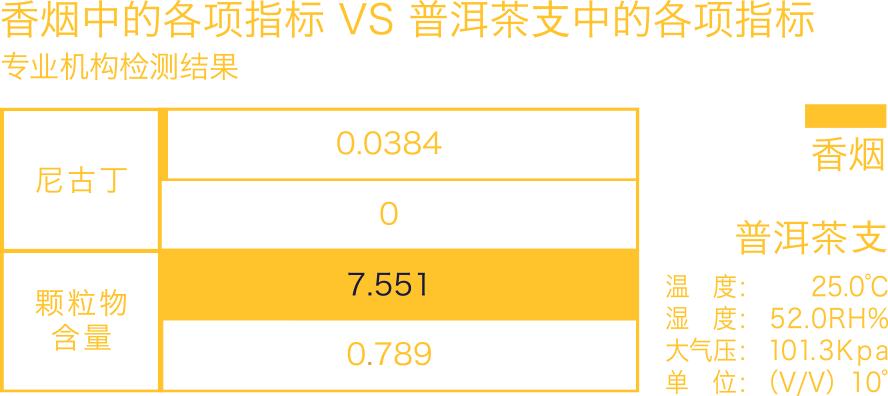 香烟中的各项指标 VS 普洱茶支中的各项指标
专业机构检测结果
尼古丁
0.0384
0
颗粒物
含量
7.551
0.789
香烟
普洱茶支
温 度： 25.0℃
湿 度： 52.0RH%
大气压： 101.3Kpa
单 位：（V/V）10°